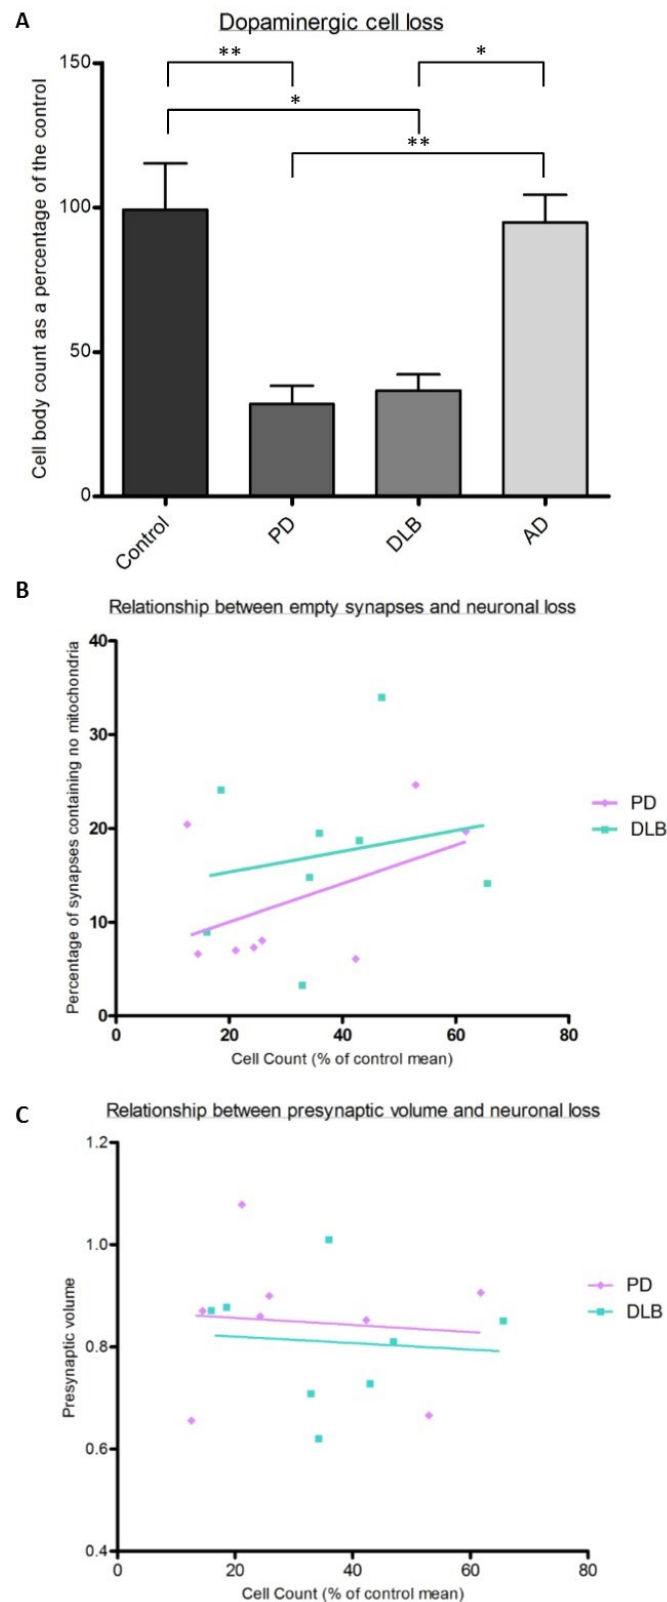 A
Dopaminergic cell loss
Cell body count as a percentage of the control
150
100
50
0
**
*
*
**
Control
PD
DLB
AD
B
Relationship between empty synapses and neuronal loss
Percentage of synapses containing no mitochondria
40
30
20
10
0
0
20
40
60
80
Cell Count (% of control mean)
PD
DLB
C
Relationship between presynaptic volume and neuronal loss
Presynaptic volume
1.2
1.0
0.8
0.6
0.4
0
20
40
60
80
Cell Count (% of control mean)
PD
DLB